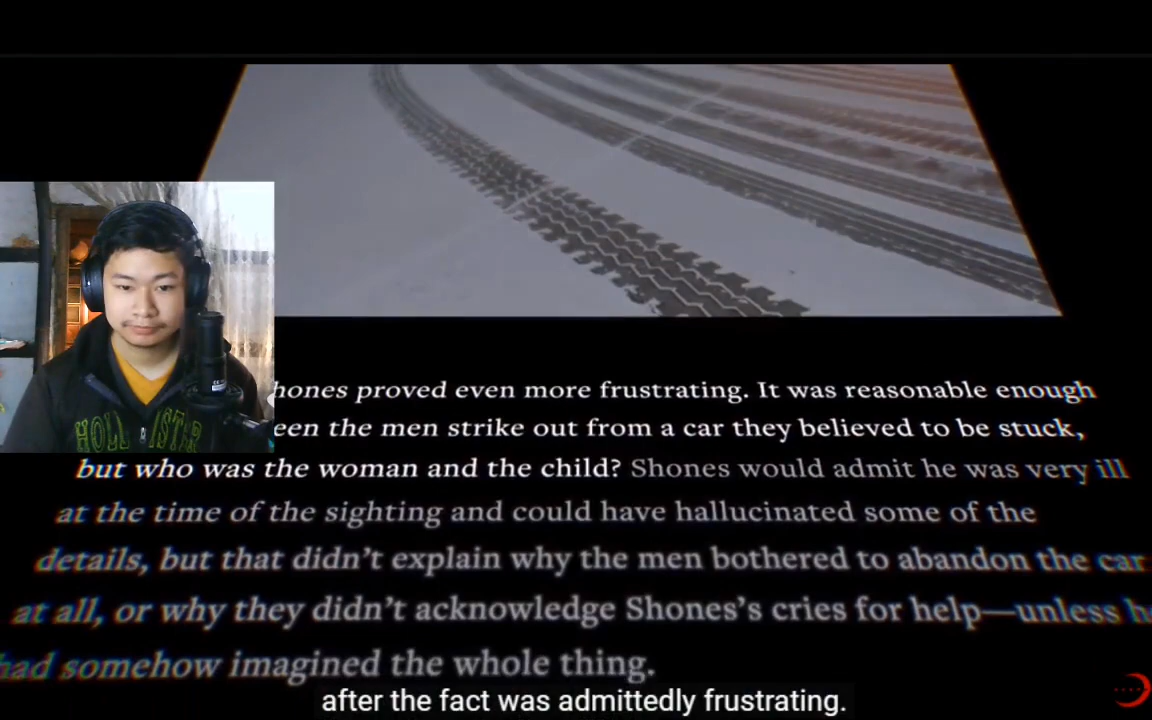 hones proved even more frustrating. It was reasonable enough
een the men strike out from a car they believed to be stuck,
but who was the woman and the child? Shones would admit he was very ill
at the time of the sighting and could have hallucinated some of the
details, but that didn't explain why the men bothered to abandon the car
at all, or why they didn't acknowledge Shones's cries for help—unless h
had somehow imagined the whole thing.
after the fact was admittedly frustrating.
HOLL ISTER